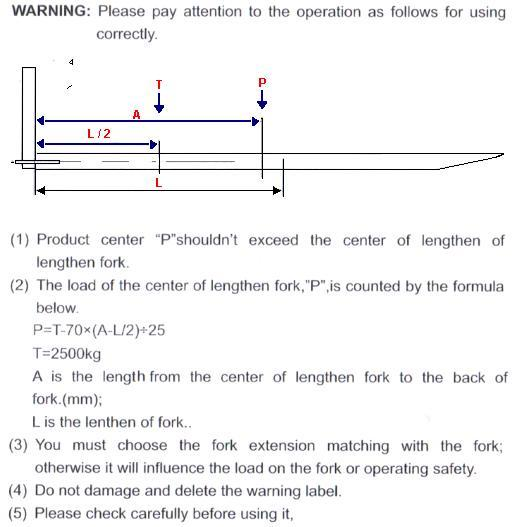 WARNING: Please pay attention to the operation as follows for using
correctly.
T
P
A
L/2
L
(1) Product center "P"shouldn't exceed the center of lengthen of
lengthen fork.
(2) The load of the center of lengthen fork,"P",is counted by the formula
below.
P=T-70×(A-L/2)÷25
T=2500kg
A is the length from the center of lengthen fork to the back of
fork.(mm);
L is the lenthen of fork..
(3) You must choose the fork extension matching with the fork;
otherwise it will influence the load on the fork or operating safety.
(4) Do not damage and delete the warning label.
(5) Please check carefully before using it,